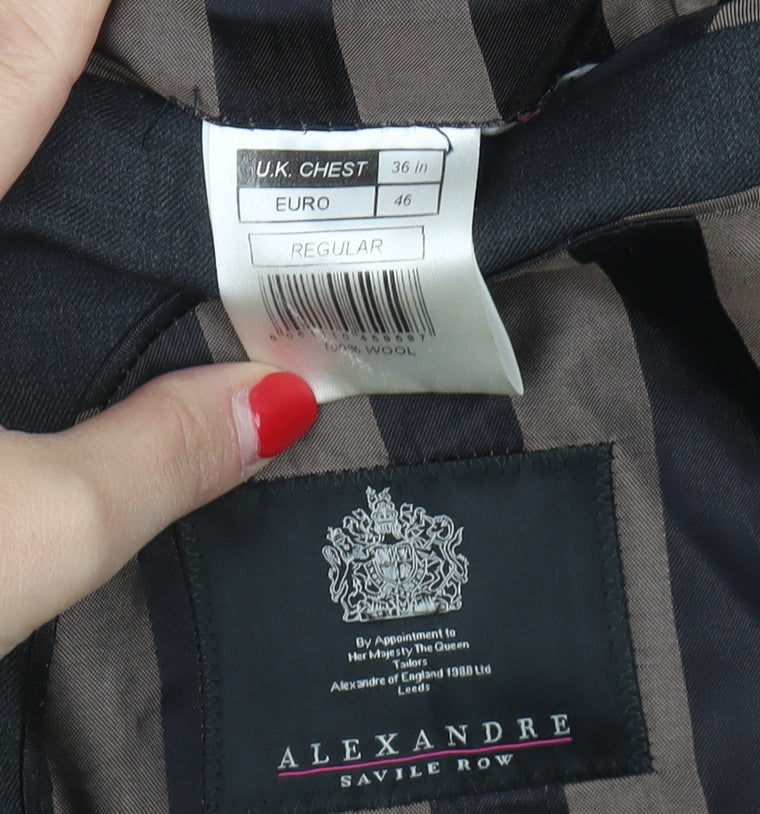 U.K. CHEST 36 in
EURO 46
REGULAR
100% WOOL
By Appointment to
Her Majesty The Queen
Tailors
Alexandre of England 1988 Ltd
Leeds
ALEXANDRE
SAVILE ROW